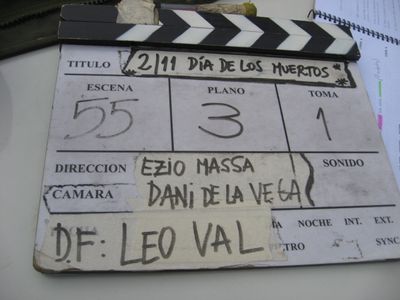 TITULO 2/11 DÍA DE LOS MUERTOS
ESCENA PLANO TOMA
55 3 1
DIRECCION EZIO MASSA SONIDO
CAMARA DANI DE LA VEGA
NOCHE INT. EXT.
D.F: LEO VAL
SYNC